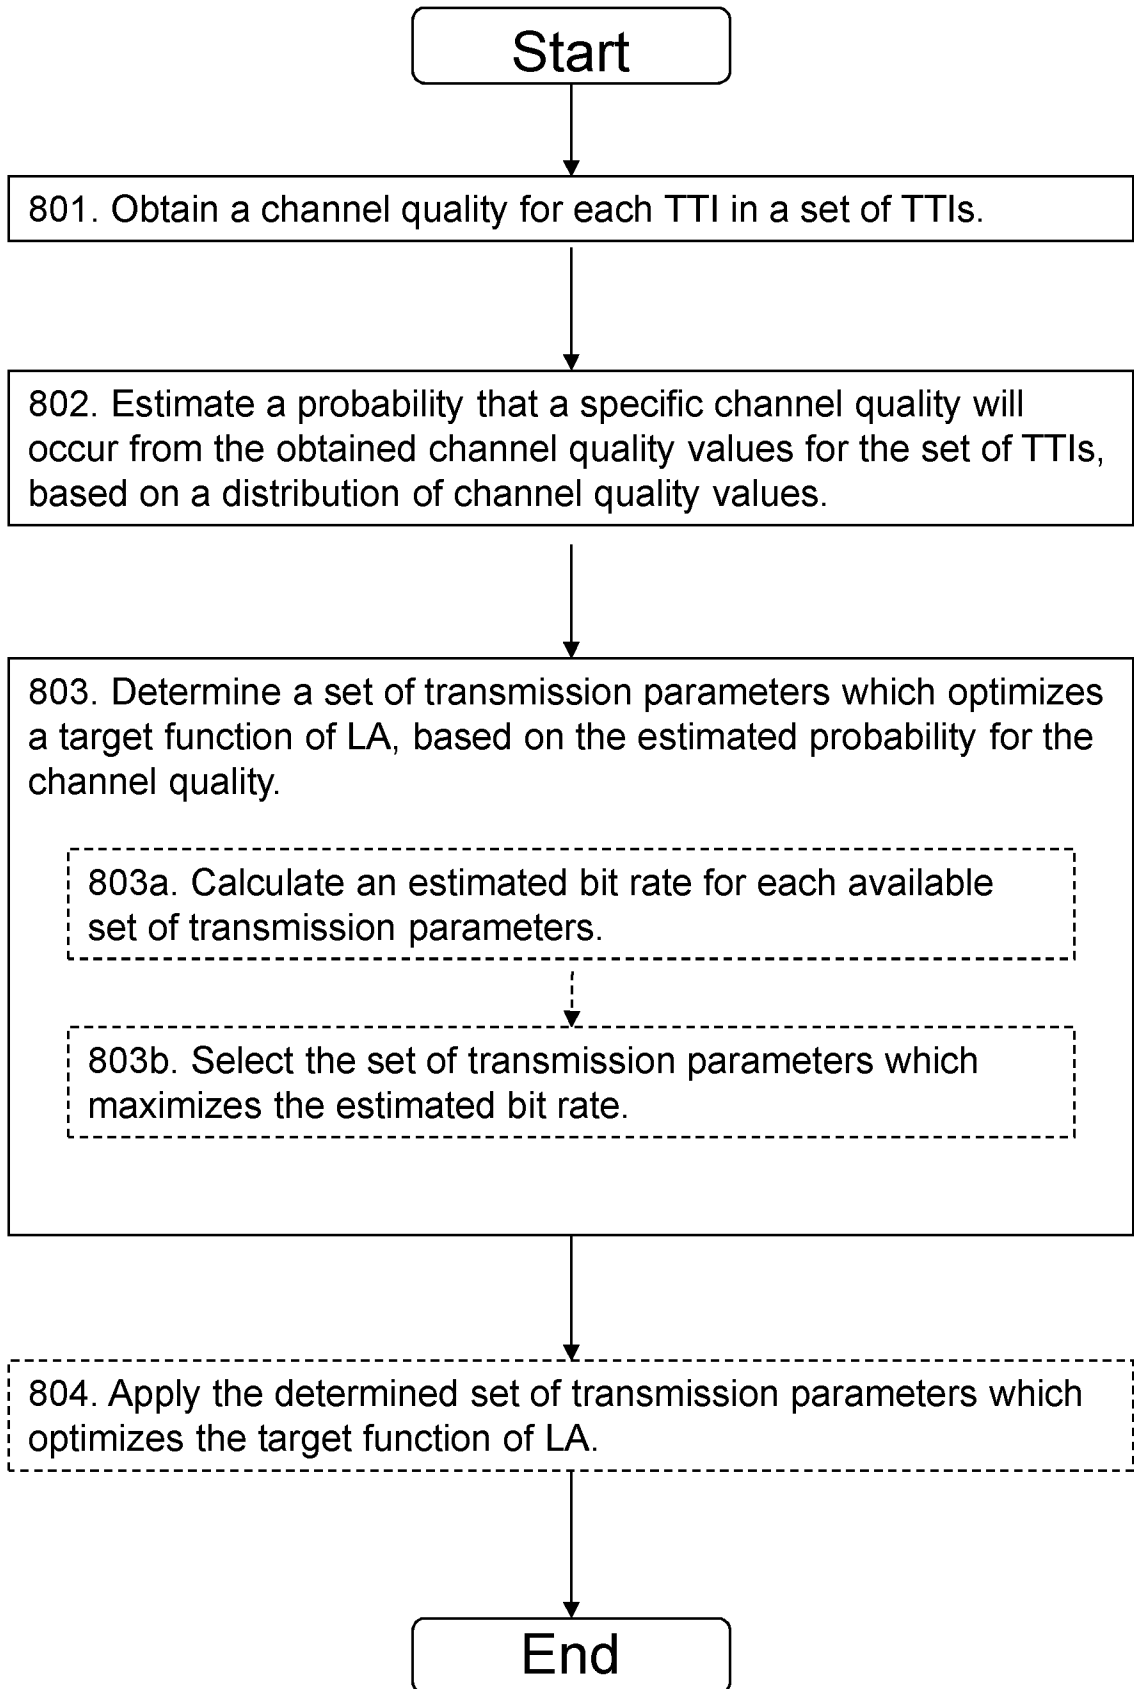 Start
801. Obtain a channel quality for each TTI in a set of TTIs.
802. Estimate a probability that a specific channel quality will
occur from the obtained channel quality values for the set of TTIs,
based on a distribution of channel quality values.
803. Determine a set of transmission parameters which optimizes
a target function of LA, based on the estimated probability for the
channel quality.
803a. Calculate an estimated bit rate for each available
set of transmission parameters.
803b. Select the set of transmission parameters which
maximizes the estimated bit rate.
804. Apply the determined set of transmission parameters which
optimizes the target function of LA.
End